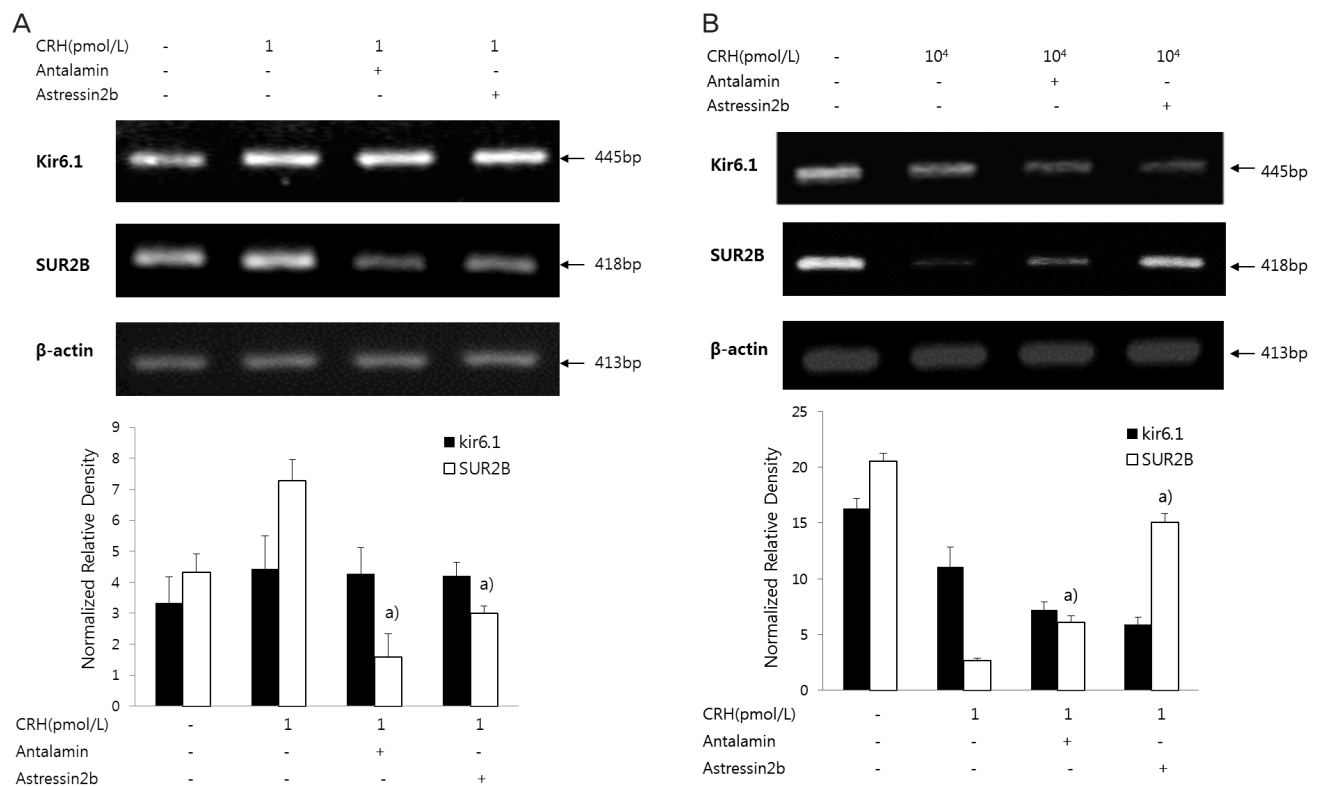 A
CRH(pmol/L) - 1 1 1
Antalamin - - + -
Astressin2b - - - +
Kir6.1 445bp
SUR2B 418bp
β-actin 413bp
9
8
7
6
5
4
3
2
1
0
Normalized Relative Density
kir6.1
SUR2B
a)
a)
CRH(pmol/L) - 1 1 1
Antalamin - - + -
Astressin2b - - - +
B
CRH(pmol/L) - 10⁴ 10⁴ 10⁴
Antalamin - - + -
Astressin2b - - - +
Kir6.1 445bp
SUR2B 418bp
β-actin 413bp
25
20
15
10
5
0
Normalized Relative Density
kir6.1
SUR2B
a)
a)
CRH(pmol/L) - 1 1 1
Antalamin - - + -
Astressin2b - - - +